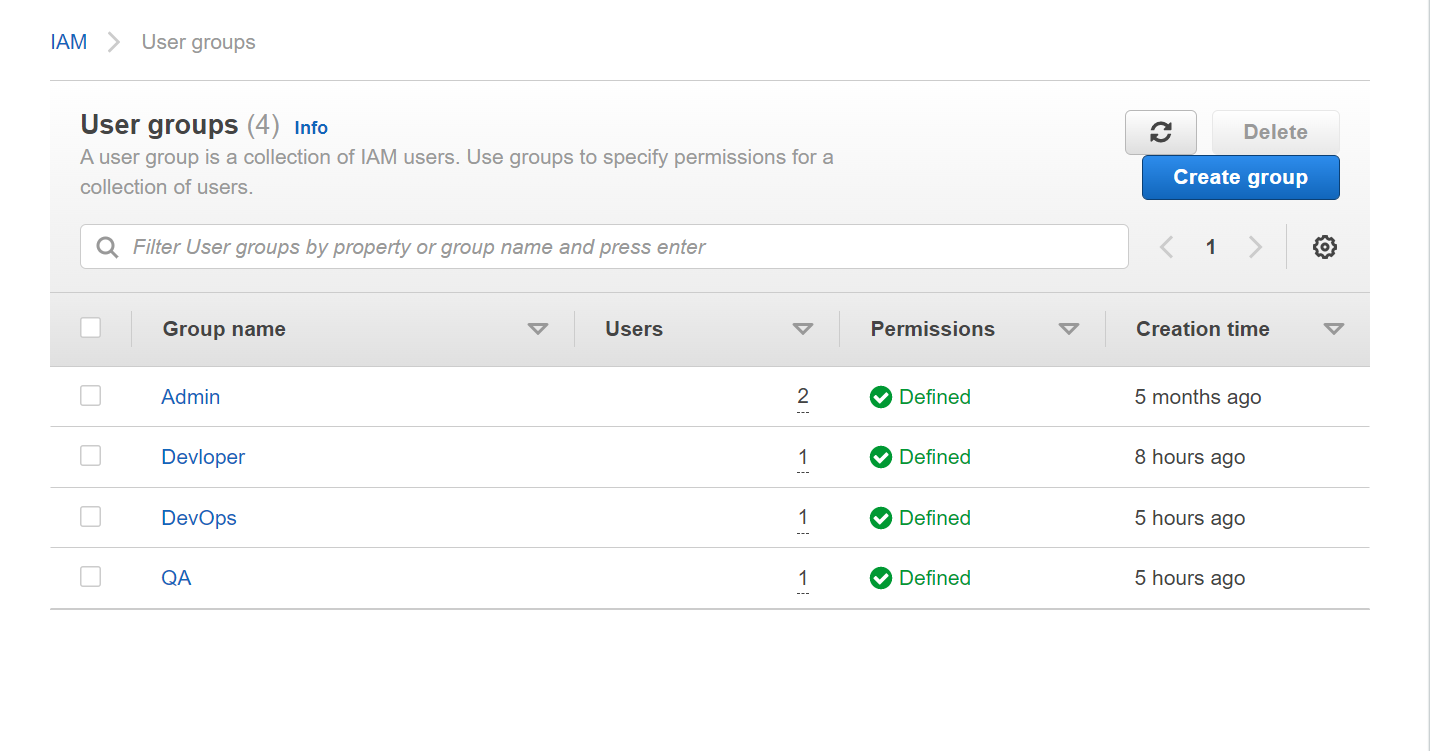 IAM User groups
User groups (4) Info
A user group is a collection of IAM users. Use groups to specify permissions for a
collection of users.
Delete
Create group
Filter User groups by property or group name and press enter
1
Group name Users Permissions Creation time
Admin 2 Defined 5 months ago
Devloper 1 Defined 8 hours ago
DevOps 1 Defined 5 hours ago
QA 1 Defined 5 hours ago